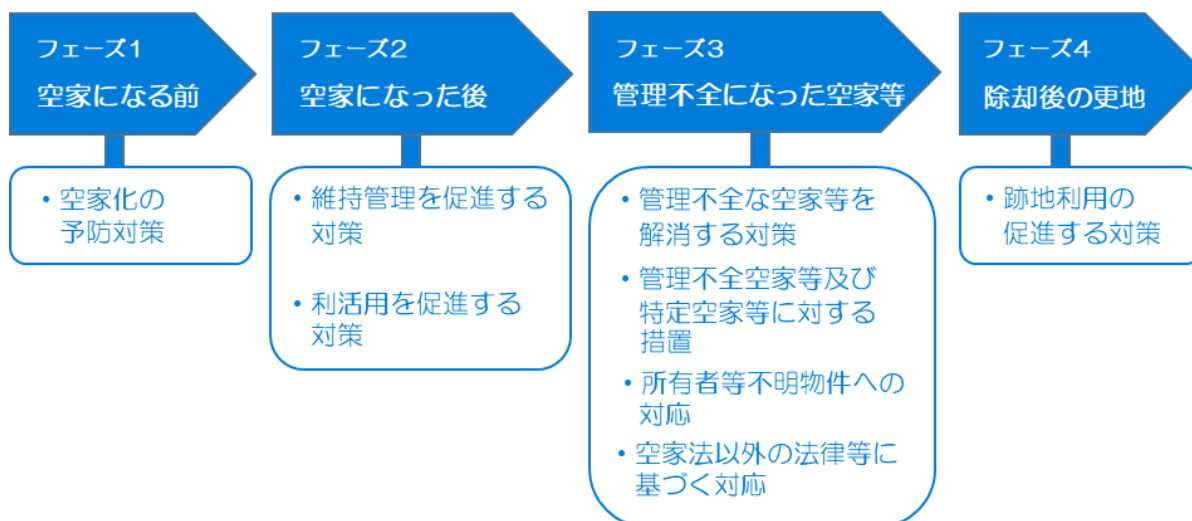 フェーズ1
空家になる前
・空家化の
予防対策
フェーズ2
空家になった後
・維持管理を促進する
対策
・利活用を促進する
対策
フェーズ3
管理不全になった空家等
・管理不全な空家等を
解消する対策
・管理不全空家等及び
特定空家等に対する
措置
・所有者等不明物件への
対応
・空家法以外の法律等に
基づく対応
フェーズ4
除却後の更地
・跡地利用の
促進する対策